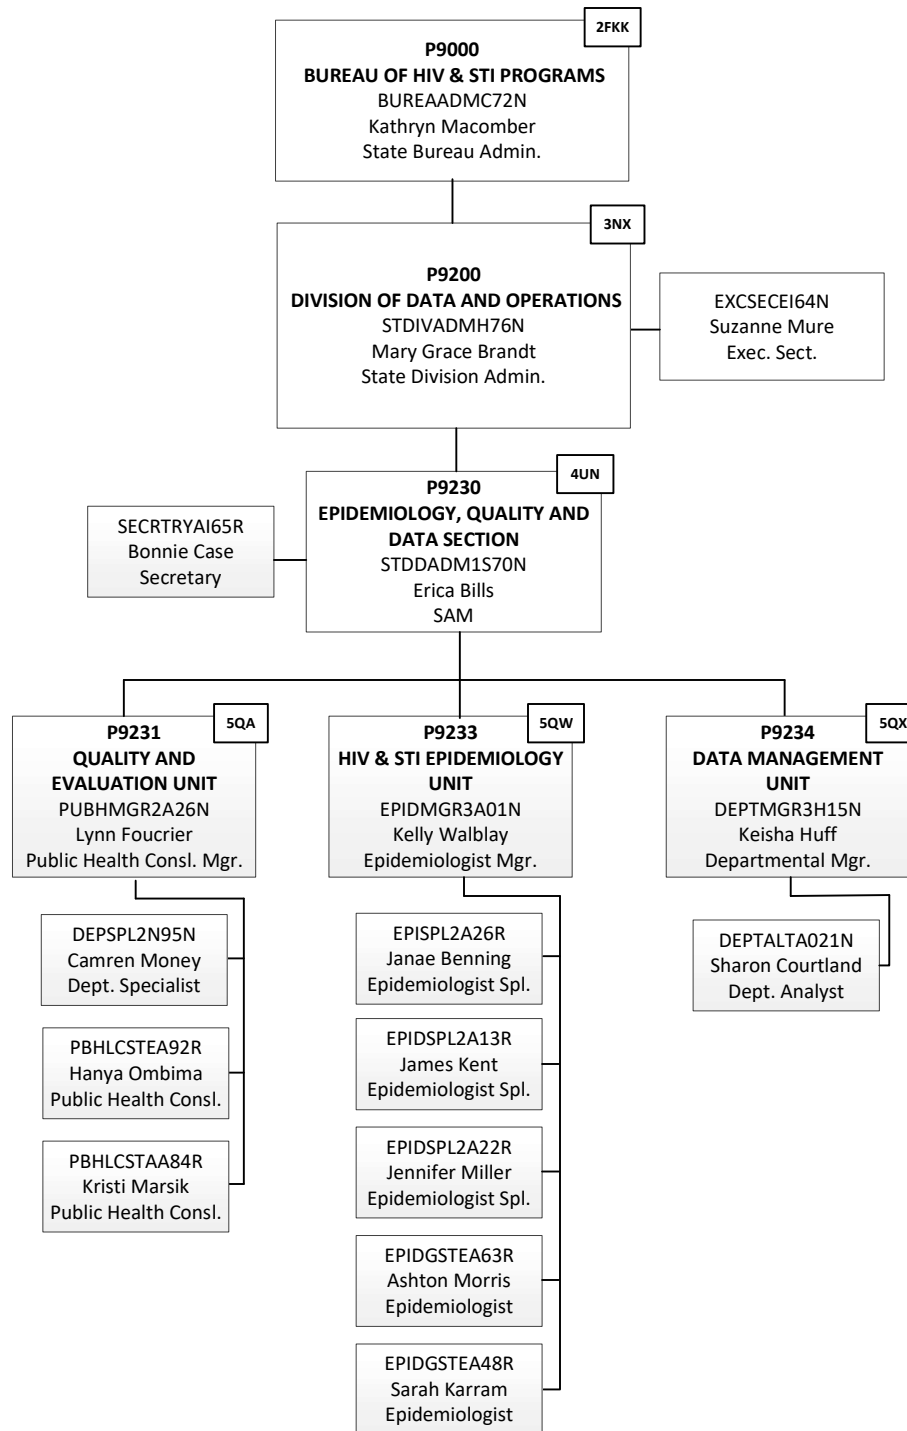 2FKK
P9000
BUREAU OF HIV & STI PROGRAMS
BUREAADMC72N
Kathryn Macomber
State Bureau Admin.
3NX
P9200
DIVISION OF DATA AND OPERATIONS
STDIVADMH76N
Mary Grace Brandt
State Division Admin.
EXCSECEI64N
Suzanne Mure
Exec. Sect.
4UN
P9230
EPIDEMIOLOGY, QUALITY AND
DATA SECTION
STDDADM1S70N
Erica Bills
SAM
SECRTRYAI65R
Bonnie Case
Secretary
5QA
P9231
QUALITY AND
EVALUATION UNIT
PUBHMGR2A26N
Lynn Foucrier
Public Health Consl. Mgr.
5QW
P9233
HIV & STI EPIDEMIOLOGY
UNIT
EPIDMGR3A01N
Kelly Walblay
Epidemiologist Mgr.
5QX
P9234
DATA MANAGEMENT
UNIT
DEPTMGR3H15N
Keisha Huff
Departmental Mgr.
DEPSPL2N95N
Camren Money
Dept. Specialist
PBHLCSTEA92R
Hanya Ombima
Public Health Consl.
PBHLCSTAA84R
Kristi Marsik
Public Health Consl.
EPISPL2A26R
Janae Benning
Epidemiologist Spl.
EPIDSPL2A13R
James Kent
Epidemiologist Spl.
EPIDSPL2A22R
Jennifer Miller
Epidemiologist Spl.
EPIDGSTEA63R
Ashton Morris
Epidemiologist
EPIDGSTEA48R
Sarah Karram
Epidemiologist
DEPTALTA021N
Sharon Courtland
Dept. Analyst